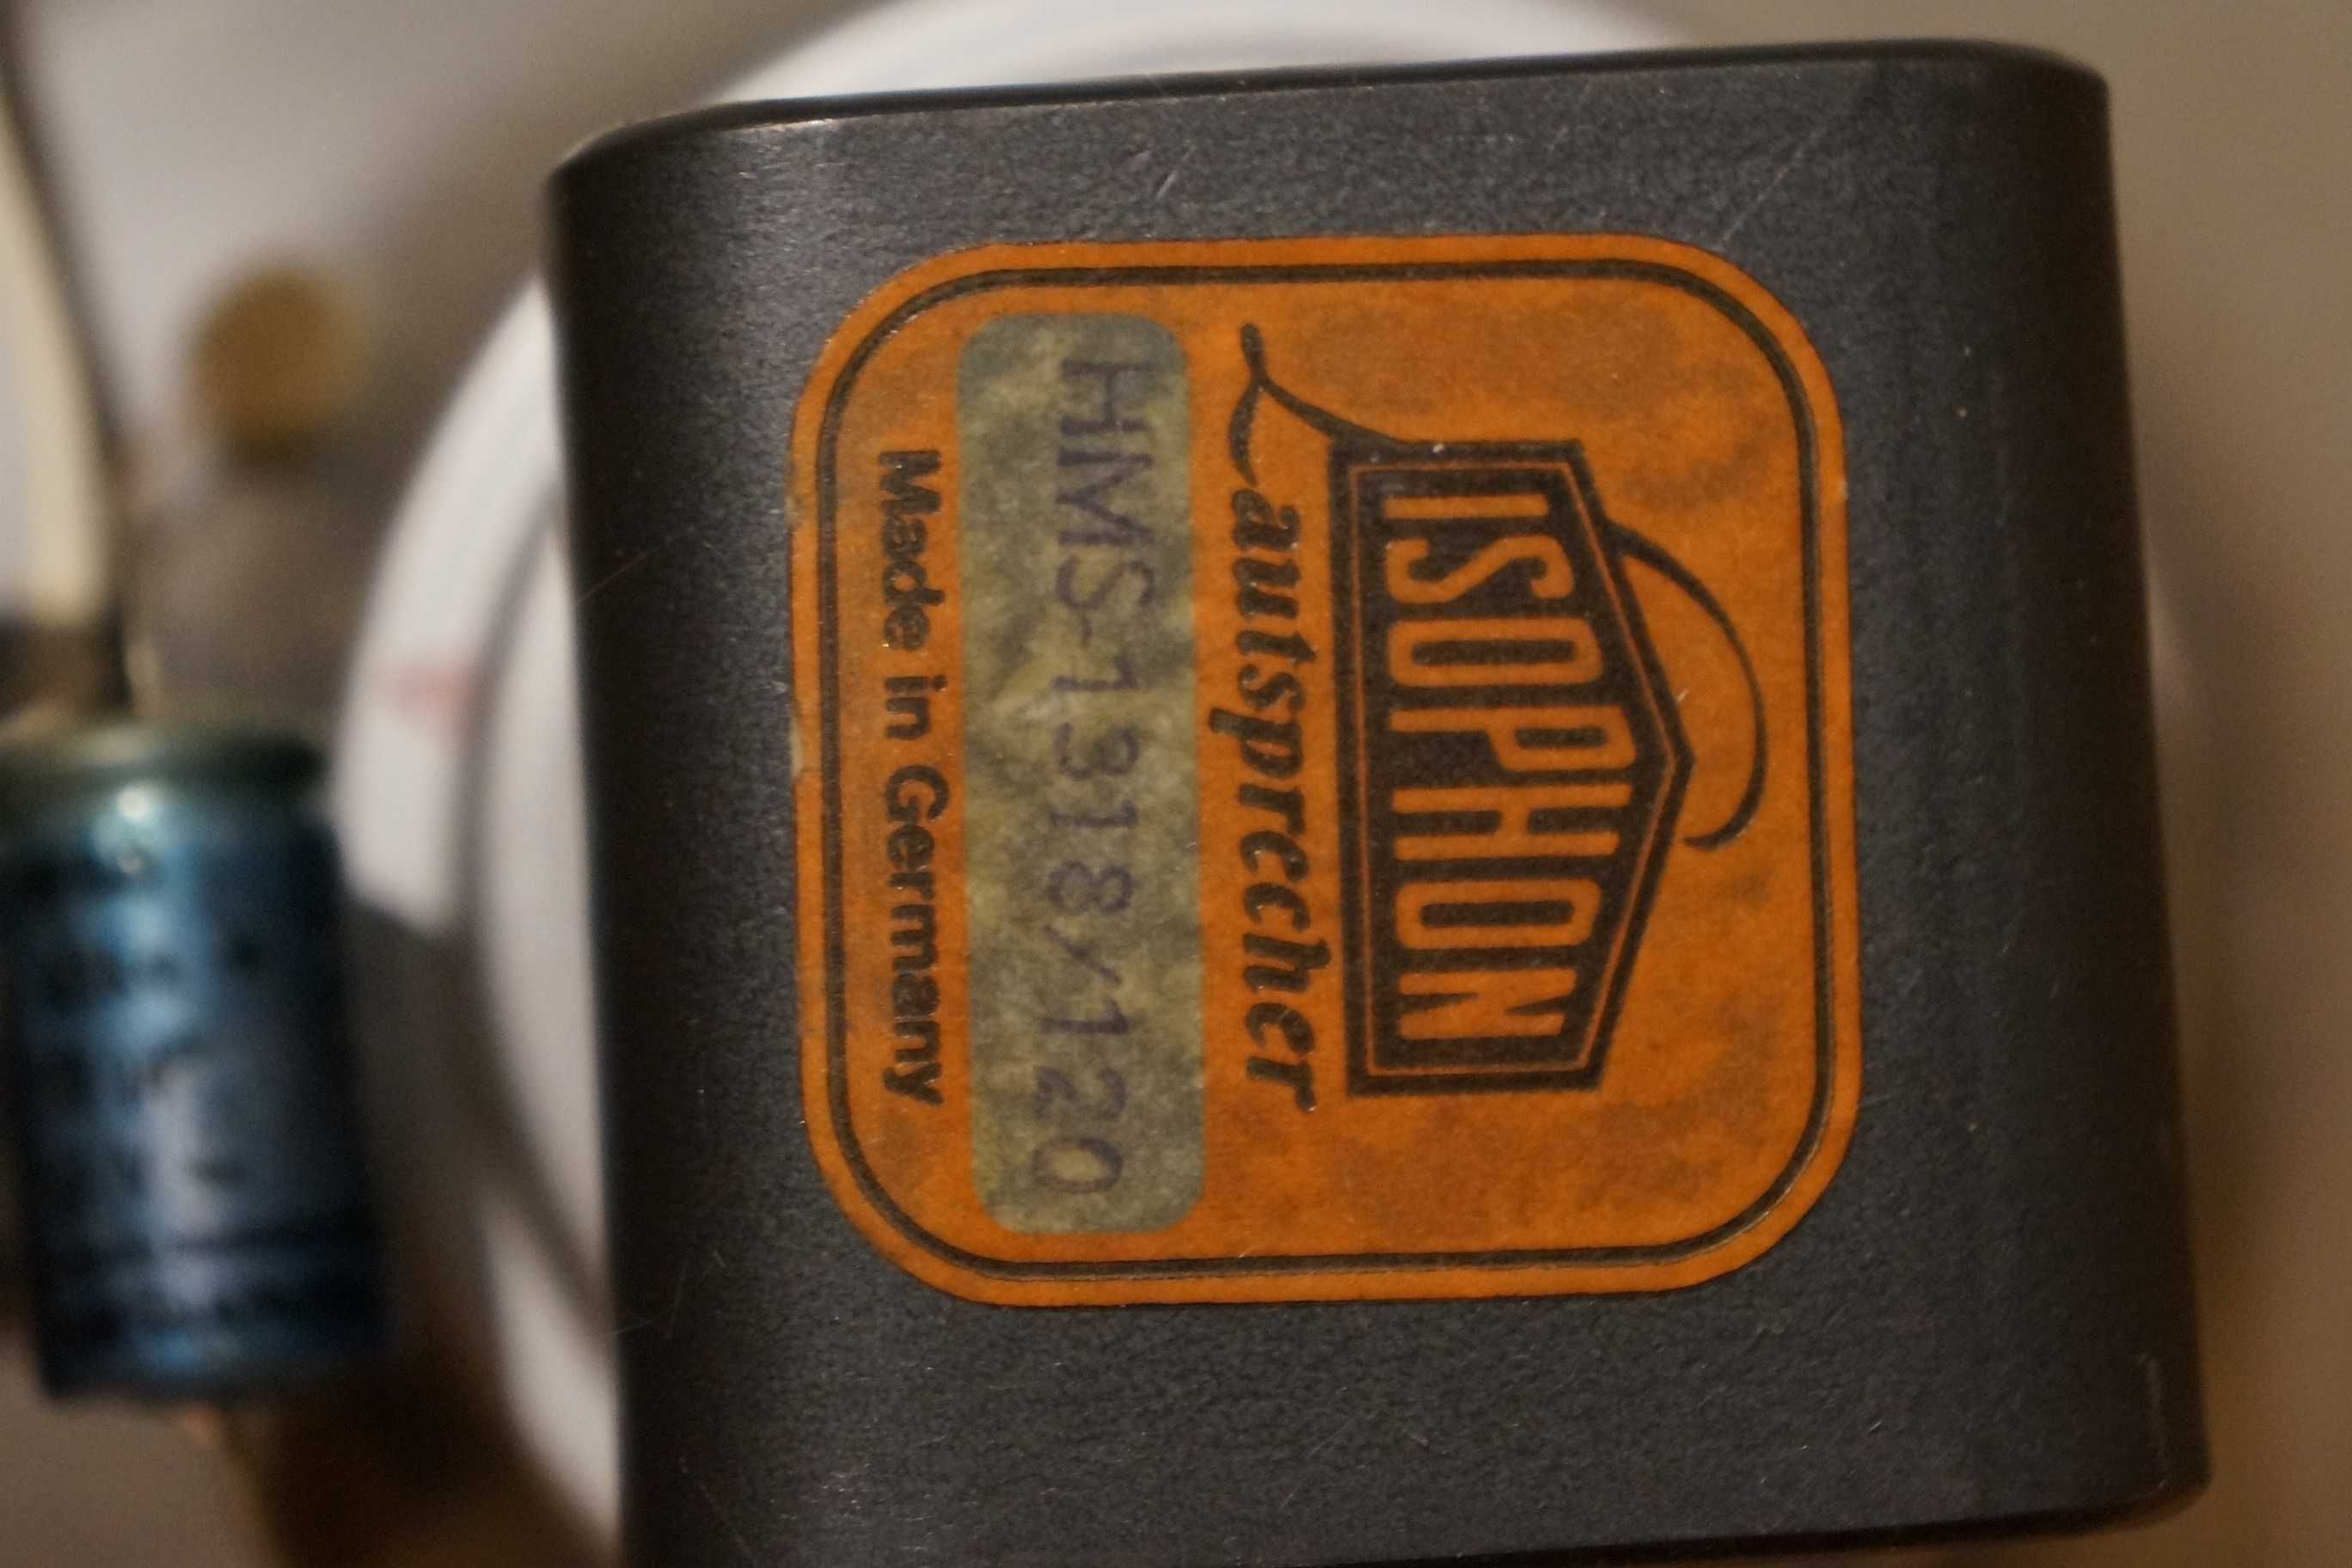 ISOPHON
Lautsprecher
HMS-1318/120
Made in Germany